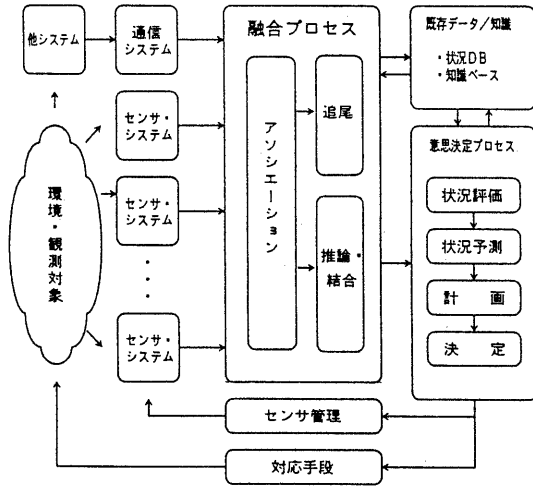 他システム
通信
システム
融合プロセス
既存データ/知識
・状況DB
・知識ベース
センサ・
システム
センサ・
システム
・
・
・
・
センサ・
システム
環境・観測対象
アソシエーション
追尾
推論・
結合
意思決定プロセス
状況評価
状況予測
計　画
決　定
センサ管理
対応手段